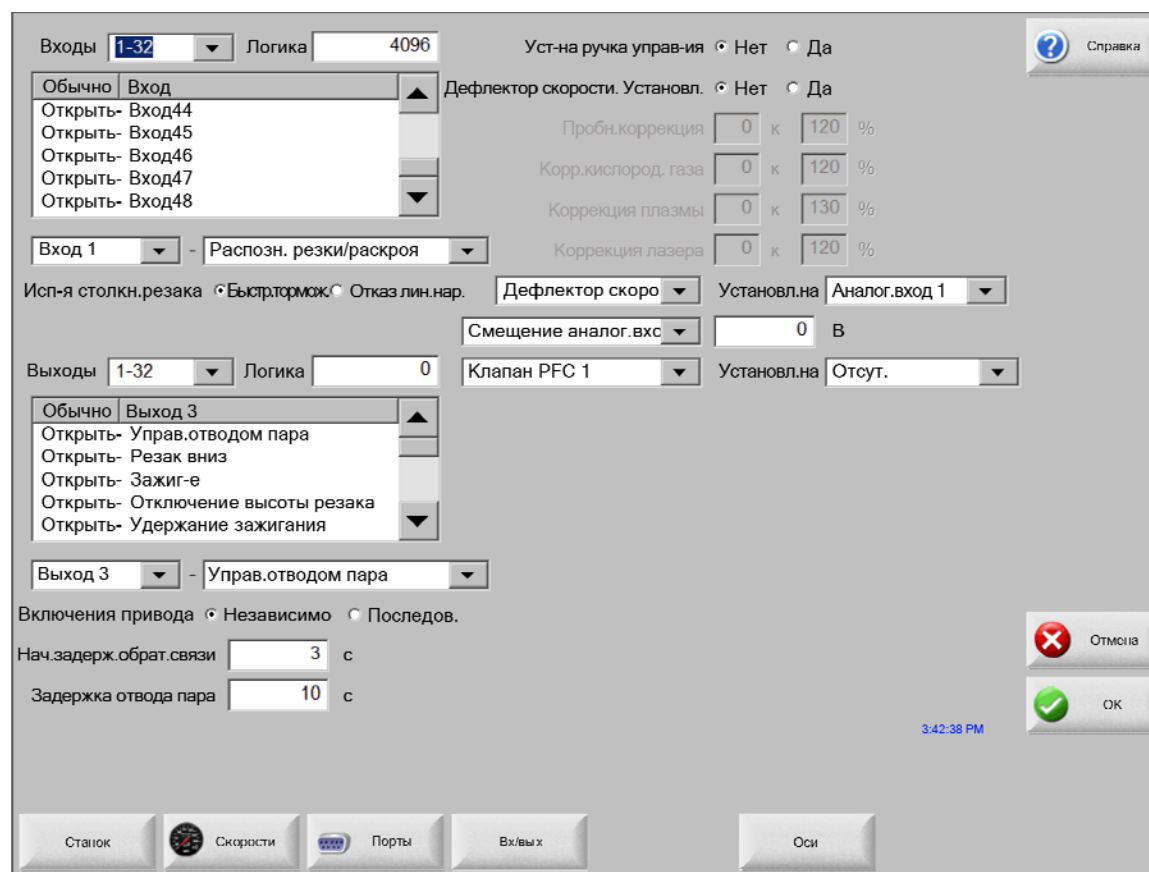 Входы 1-32 Логика 4096 Уст-на ручка управ-ия Нет Да Справка
Обычно Вход Дефлектор скорости. Установл. Нет Да
Открыть- Вход44
Открыть- Вход45 Пробн.коррекция 0 к 120 %
Открыть- Вход46
Открыть- Вход47 Корр.кислород. газа 0 к 120 %
Открыть- Вход48 Коррекция плазмы 0 к 130 %
Вход 1 - Распозн. резки/раскроя Коррекция лазера 0 к 120 %
Исп-я столкн.резака Быстр.тормож. Отказ лин.нар. Дефлектор скоро Установл.на Аналог.вход 1
Смещение аналог.вхс 0 В
Выходы 1-32 Логика 0 Клапан PFC 1 Установл.на Отсут.
Обычно Выход 3
Открыть- Управ.отводом пара
Открыть- Резак вниз
Открыть- Зажиг-е
Открыть- Отключение высоты резака
Открыть- Удержание зажигания
Выход 3 - Управ.отводом пара
Включения привода Независимо Последов.
Нач.задерж.обрат.связи 3 с
Отмена
Задержка отвода пара 10 с
OK
3:42:38 PM
Станок Скорости Порты Вх/вых Оси